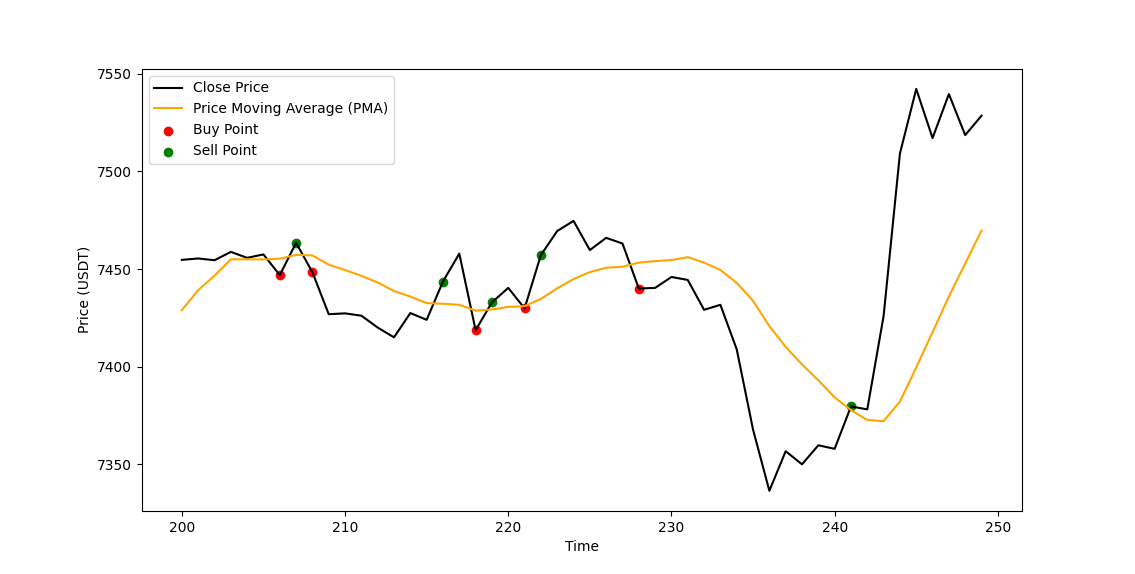 Close Price
Price Moving Average (PMA)
Buy Point
Sell Point
Price (USDT)
7550
7500
7450
7400
7350
200 210 220 230 240 250
Time